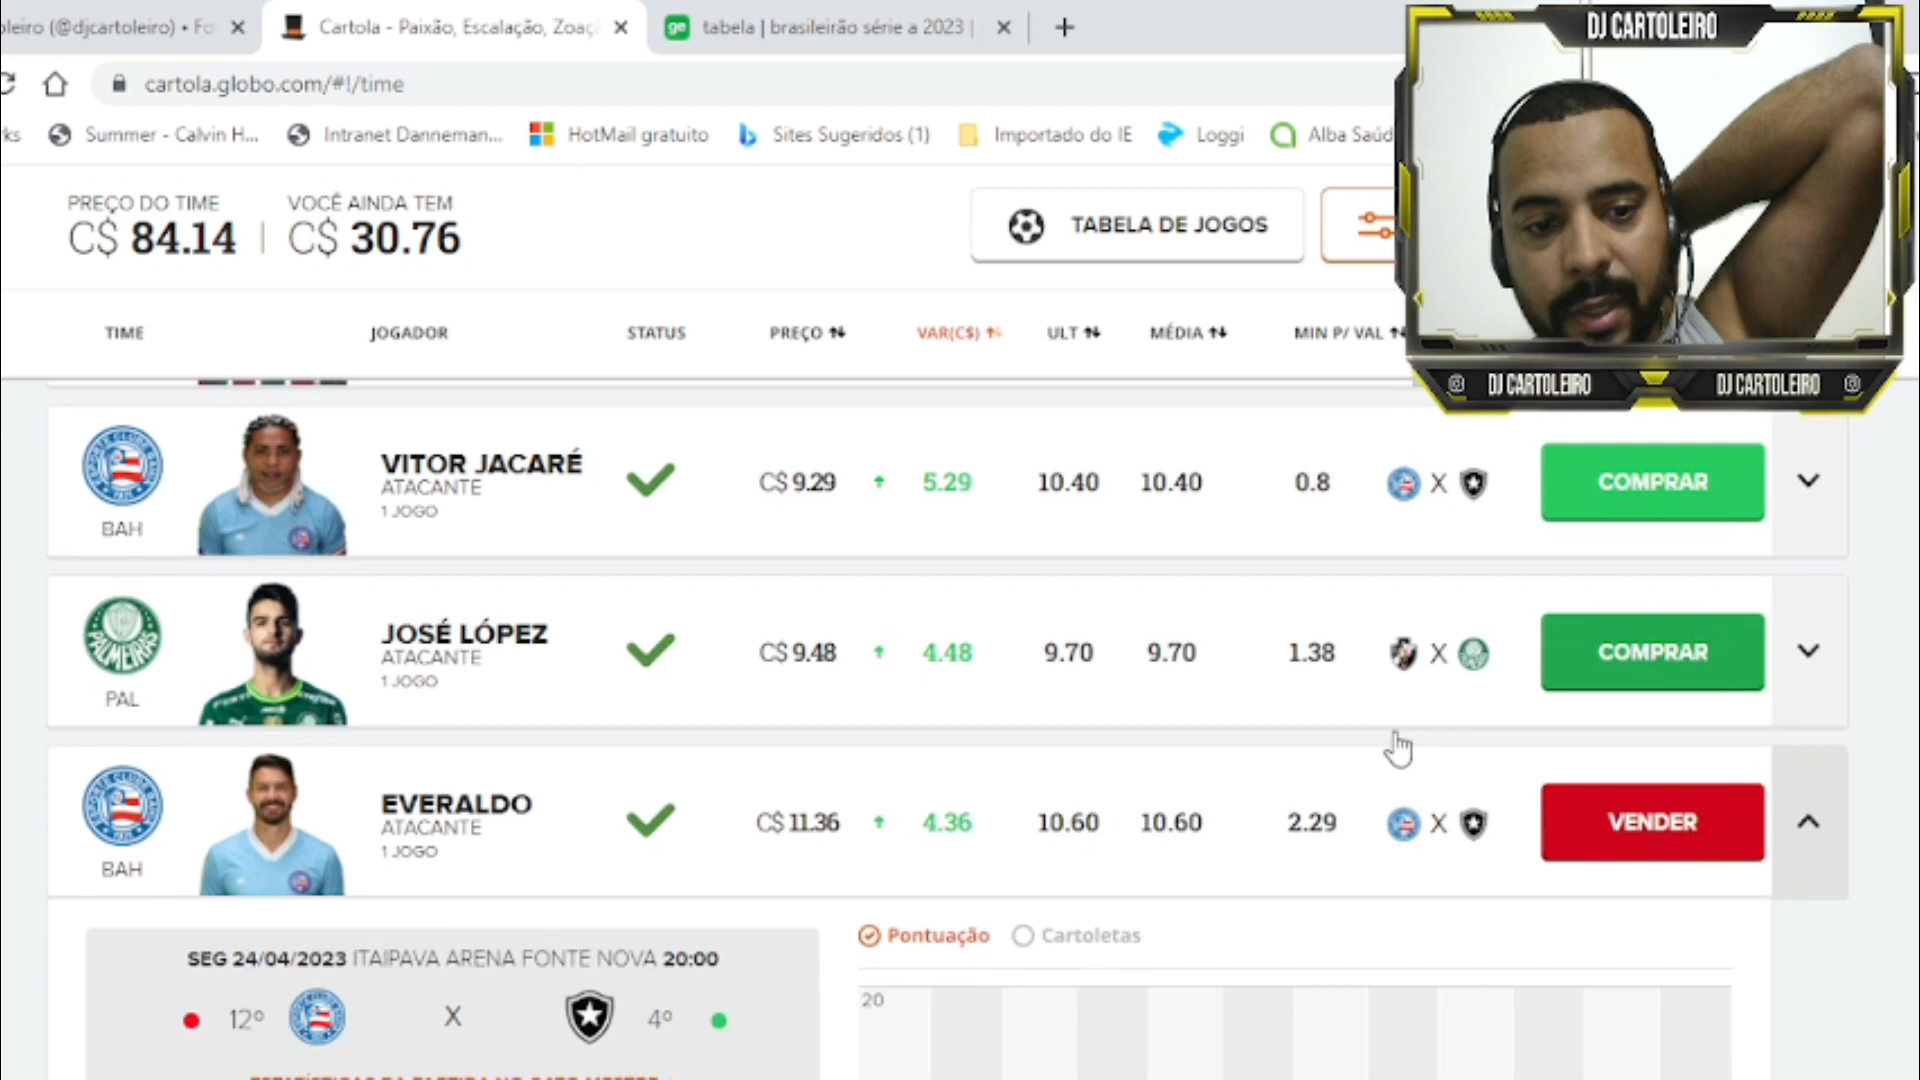 oleiro (@djcartoleiro) • Fo
Cartola - Paixão, Escalação, Zoaç
ge tabela | brasileirão série a 2023 |
DJ CARTOLEIRO
cartola.globo.com/#!/time
rks
Summer - Calvin H...
Intranet Danneman...
HotMail gratuito
Sites Sugeridos (1)
Importado do IE
Loggi
Alba Saúd
PREÇO DO TIME
C$ 84.14
VOCÊ AINDA TEM
C$ 30.76
TABELA DE JOGOS
TIME JOGADOR STATUS PREÇO VAR(C$) ULT MÉDIA MIN P/ VAL
DJ CARTOLEIRO DJ CARTOLEIRO
BAH
VITOR JACARÉ
ATACANTE
1 JOGO
C$ 9.29 5.29 10.40 10.40 0.8 X COMPRAR
PALMEIRAS
PAL
JOSÉ LÓPEZ
ATACANTE
1 JOGO
C$ 9.48 4.48 9.70 9.70 1.38 X COMPRAR
BAH
EVERALDO
ATACANTE
1 JOGO
C$ 11.36 4.36 10.60 10.60 2.29 X VENDER
SEG 24/04/2023 ITAIPAVA ARENA FONTE NOVA 20:00
12º X 4º
Pontuação Cartoletas
20